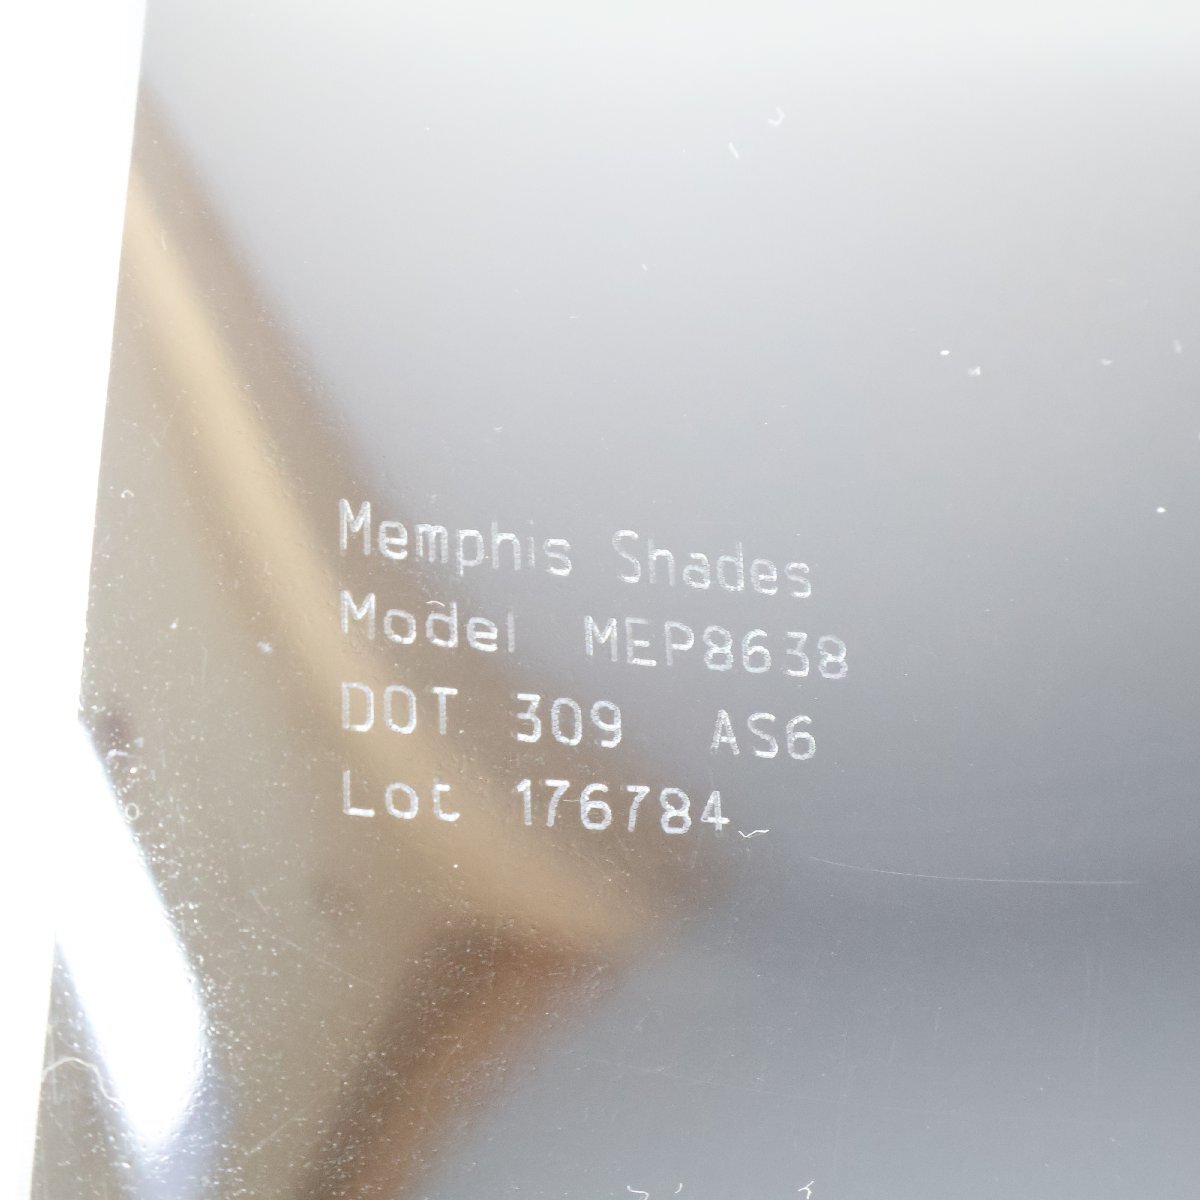 Memphis Shades
Model MEP8638
DOT 309 AS6
Lot 176784